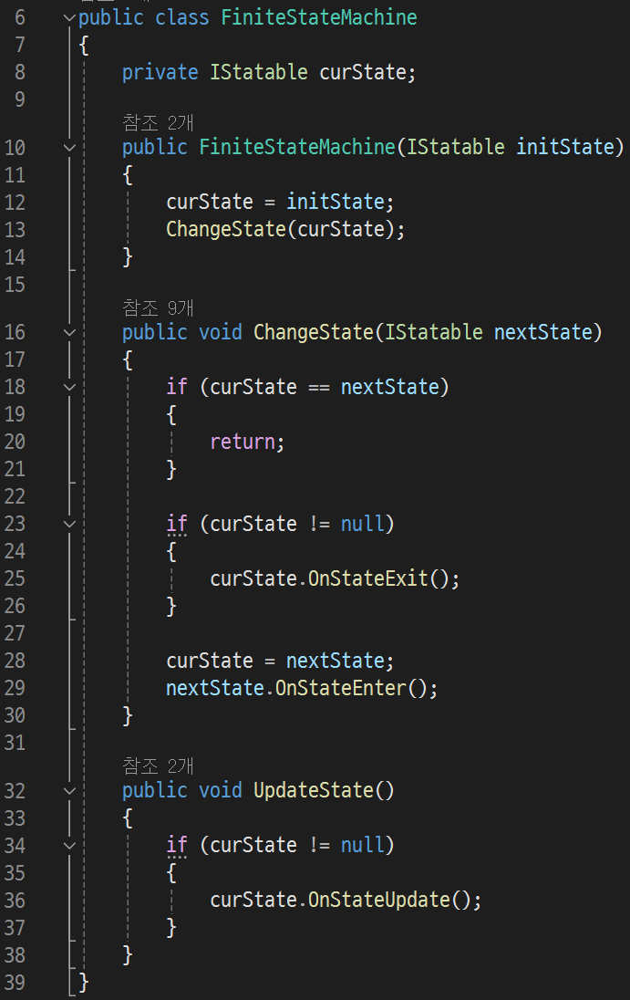 6 public class FiniteStateMachine
7 {
8 private IStatable curState;
9
참조 2개
10 public FiniteStateMachine(IStatable initState)
11 {
12 curState = initState;
13 ChangeState(curState);
14 }
15
참조 9개
16 public void ChangeState(IStatable nextState)
17 {
18 if (curState == nextState)
19 {
20 return;
21 }
22
23 if (curState != null)
24 {
25 curState.OnStateExit();
26 }
27
28 curState = nextState;
29 nextState.OnStateEnter();
30 }
31
참조 2개
32 public void UpdateState()
33 {
34 if (curState != null)
35 {
36 curState.OnStateUpdate();
37 }
38 }
39 }